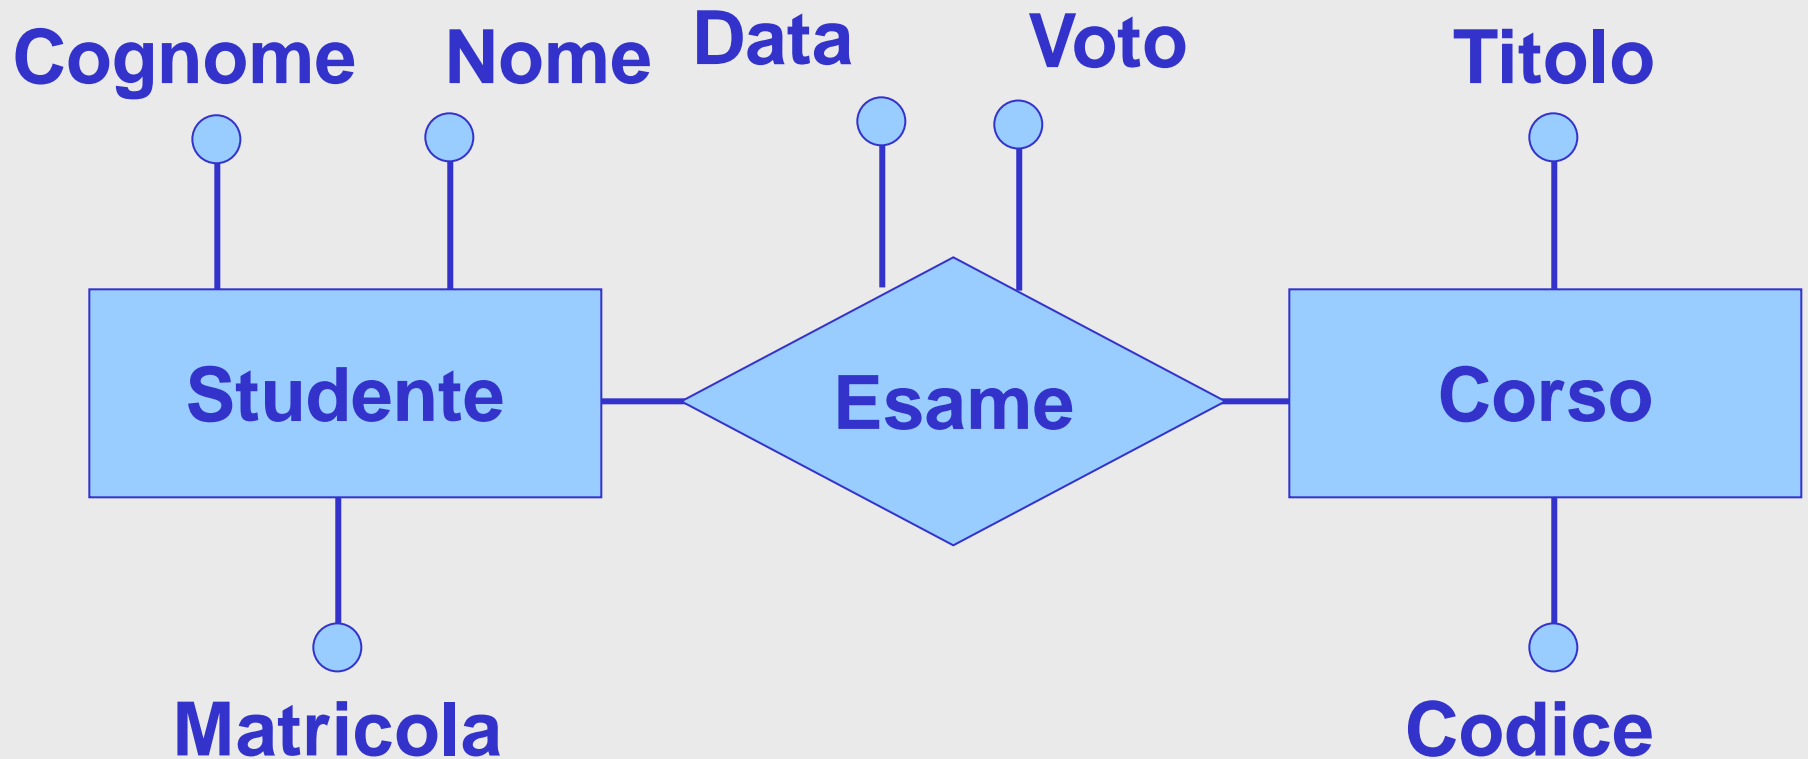 Cognome
Nome
Data
Voto
Titolo
Studente
Esame
Corso
Matricola
Codice